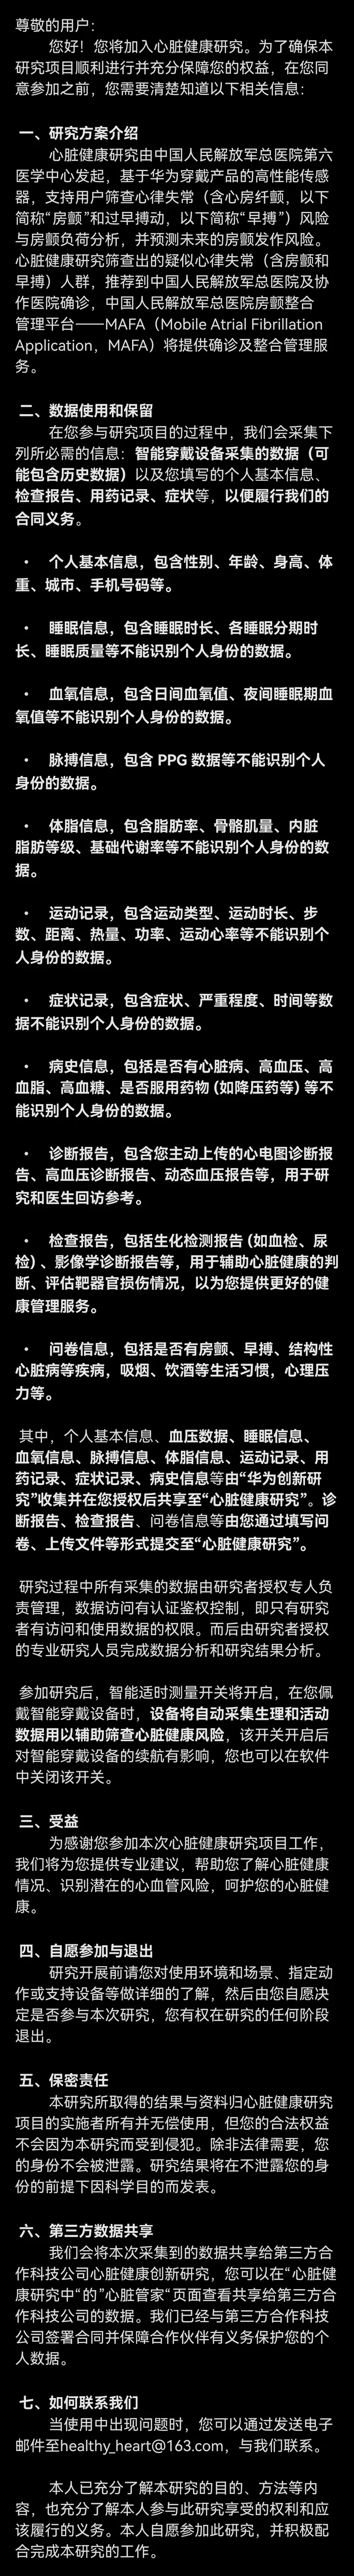 尊敬的用户：
您好！您将加入心脏健康研究。为了确保本
研究项目顺利进行并充分保障您的权益，在您同
意参加之前，您需要清楚知道以下相关信息：
一、研究方案介绍
心脏健康研究由中国人民解放军总医院第六
医学中心发起，基于华为穿戴产品的高性能传感
器，支持用户筛查心律失常（含心房纤颤，以下
简称“房颤”和过早搏动，以下简称“早搏”）风险
与房颤负荷分析，并预测未来的房颤发作风险。
心脏健康研究筛查出的疑似心律失常（含房颤和
早搏）人群，推荐到中国人民解放军总医院及协
作医院确诊，中国人民解放军总医院房颤整合
管理平台——MAFA（Mobile Atrial Fibrillation
Application，MAFA）将提供确诊及整合管理服
务。
二、数据使用和保留
在您参与研究项目的过程中，我们会采集下
列所必需的信息：智能穿戴设备采集的数据（可
能包含历史数据）以及您填写的个人基本信息、
检查报告、用药记录、症状等，以便履行我们的
合同义务。
• 个人基本信息，包含性别、年龄、身高、体
重、城市、手机号码等。
• 睡眠信息，包含睡眠时长、各睡眠分期时
长、睡眠质量等不能识别个人身份的数据。
• 血氧信息，包含日间血氧值、夜间睡眠期血
氧值等不能识别个人身份的数据。
• 脉搏信息，包含 PPG 数据等不能识别个人
身份的数据。
• 体脂信息，包含脂肪率、骨骼肌量、内脏
脂肪等级、基础代谢率等不能识别个人身份的数
据。
• 运动记录，包含运动类型、运动时长、步
数、距离、热量、功率、运动心率等不能识别个
人身份的数据。
• 症状记录，包含症状、严重程度、时间等数
据不能识别个人身份的数据。
• 病史信息，包括是否有心脏病、高血压、高
血脂、高血糖、是否服用药物 (如降压药等) 等不
能识别个人身份的数据。
• 诊断报告，包含您主动上传的心电图诊断报
告、高血压诊断报告、动态血压报告等，用于研
究和医生回访参考。
• 检查报告，包括生化检测报告 (如血检、尿
检) 、影像学诊断报告等，用于辅助心脏健康的判
断、评估靶器官损伤情况，以为您提供更好的健
康管理服务。
• 问卷信息，包括是否有房颤、早搏、结构性
心脏病等疾病，吸烟、饮酒等生活习惯，心理压
力等。
其中，个人基本信息、血压数据、睡眠信息、
血氧信息、脉搏信息、体脂信息、运动记录、用
药记录、症状记录、病史信息等由“华为创新研
究”收集并在您授权后共享至“心脏健康研究”。诊
断报告、检查报告、问卷信息等由您通过填写问
卷、上传文件等形式提交至“心脏健康研究”。
研究过程中所有采集的数据由研究者授权专人负
责管理，数据访问有认证鉴权控制，即只有研究
者有访问和使用数据的权限。而后由研究者授权
的专业研究人员完成数据分析和研究结果分析。
参加研究后，智能适时测量开关将开启，在您佩
戴智能穿戴设备时，设备将自动采集生理和活动
数据用以辅助筛查心脏健康风险，该开关开启后
对智能穿戴设备的续航有影响，您也可以在软件
中关闭该开关。
三、受益
为感谢您参加本次心脏健康研究项目工作，
我们将为您提供专业建议，帮助您了解心脏健康
情况、识别潜在的心血管风险，呵护您的心脏健
康。
四、自愿参加与退出
研究开展前请您对使用环境和场景、指定动
作或支持设备等做详细的了解，然后由您自愿决
定是否参与本次研究，您有权在研究的任何阶段
退出。
五、保密责任
本研究所取得的结果与资料归心脏健康研究
项目的实施者所有并无偿使用，但您的合法权益
不会因为本研究而受到侵犯。除非法律需要，您
的身份不会被泄露。研究结果将在不泄露您的身
份的前提下因科学目的而发表。
六、第三方数据共享
我们会将本次采集到的数据共享给第三方合
作科技公司心脏健康创新研究，您可以在“心脏健
康研究中“的”心脏管家“页面查看共享给第三方合
作科技公司的数据。我们已经与第三方合作科技
公司签署合同并保障合作伙伴有义务保护您的个
人数据。
七、如何联系我们
当使用中出现问题时，您可以通过发送电子
邮件至healthy_heart@163.com，与我们联系。
本人已充分了解本研究的目的、方法等内
容，也充分了解本人参与此研究享受的权利和应
该履行的义务。本人自愿参加此研究，并积极配
合完成本研究的工作。